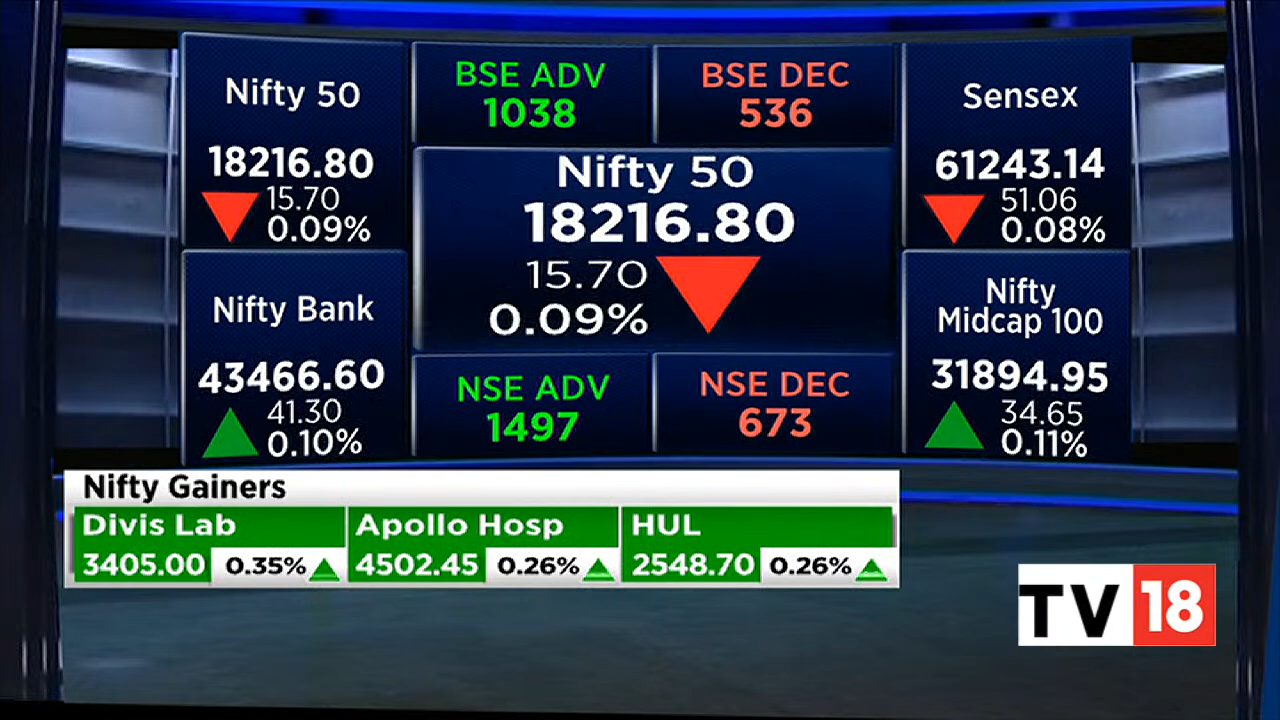 Nifty 50
18216.80
15.70
0.09%
BSE ADV
1038
BSE DEC
536
Sensex
61243.14
51.06
0.08%
Nifty 50
18216.80
15.70
0.09%
Nifty Bank
43466.60
41.30
0.10%
NSE ADV
1497
NSE DEC
673
Nifty
Midcap 100
31894.95
34.65
0.11%
Nifty Gainers
Divis Lab
3405.00 0.35%
Apollo Hosp
4502.45 0.26%
HUL
2548.70 0.26%
TV 18